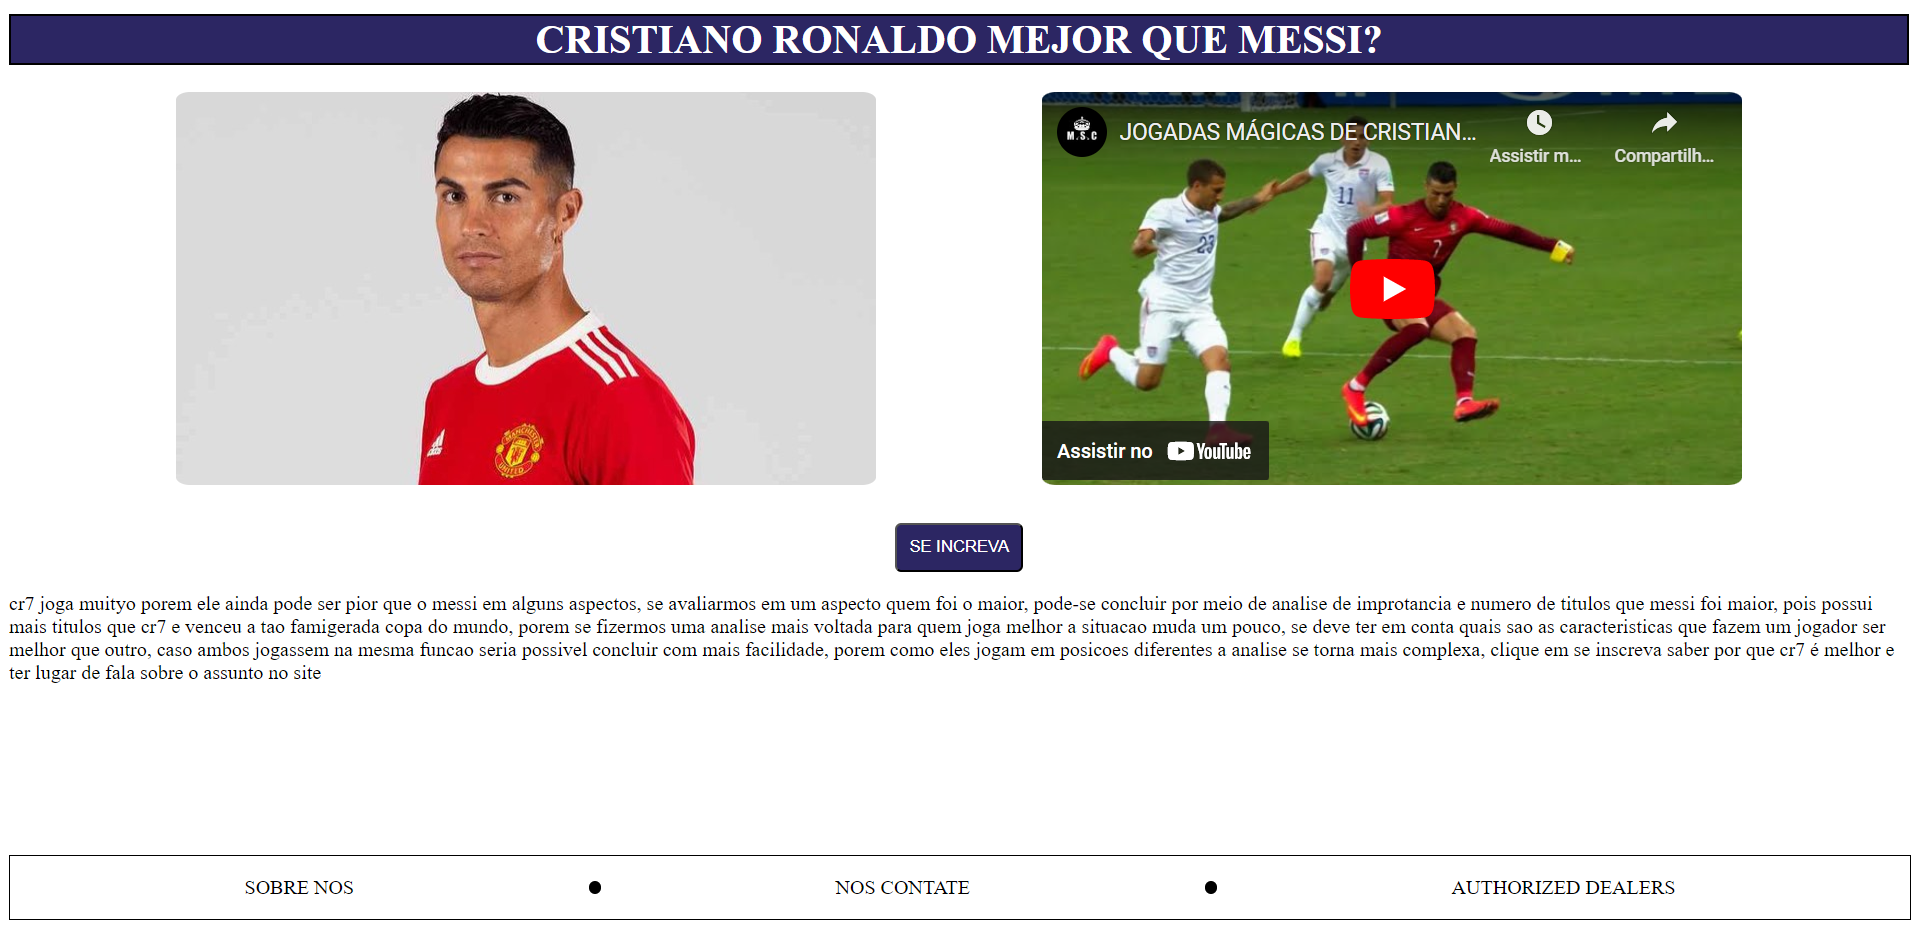 CRISTIANO RONALDO MEJOR QUE MESSI?
MANCHESTER
UNITED
adidas
M.S.C
JOGADAS MÁGICAS DE CRISTIAN...
Assistir m...
Compartilh...
23
11
7
Assistir no YouTube
SE INCREVA
cr7 joga muityo porem ele ainda pode ser pior que o messi em alguns aspectos, se avaliarmos em um aspecto quem foi o maior, pode-se concluir por meio de analise de improtancia e numero de titulos que messi foi maior, pois possui
mais titulos que cr7 e venceu a tao famigerada copa do mundo, porem se fizermos uma analise mais voltada para quem joga melhor a situacao muda um pouco, se deve ter em conta quais sao as caracteristicas que fazem um jogador ser
melhor que outro, caso ambos jogassem na mesma funcao seria possivel concluir com mais facilidade, porem como eles jogam em posicoes diferentes a analise se torna mais complexa, clique em se inscreva saber por que cr7 é melhor e
ter lugar de fala sobre o assunto no site
SOBRE NOS
NOS CONTATE
AUTHORIZED DEALERS